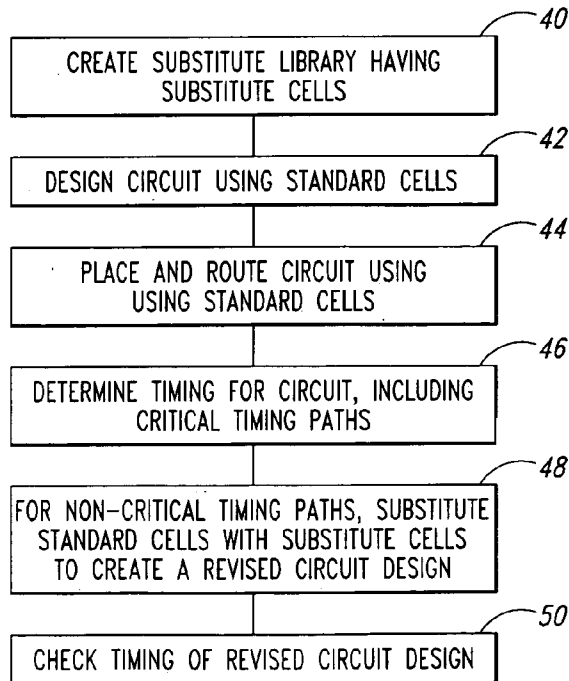 40
CREATE SUBSTITUTE LIBRARY HAVING
SUBSTITUTE CELLS
42
DESIGN CIRCUIT USING STANDARD CELLS
44
PLACE AND ROUTE CIRCUIT USING
USING STANDARD CELLS
46
DETERMINE TIMING FOR CIRCUIT, INCLUDING
CRITICAL TIMING PATHS
48
FOR NON-CRITICAL TIMING PATHS, SUBSTITUTE
STANDARD CELLS WITH SUBSTITUTE CELLS
TO CREATE A REVISED CIRCUIT DESIGN
50
CHECK TIMING OF REVISED CIRCUIT DESIGN